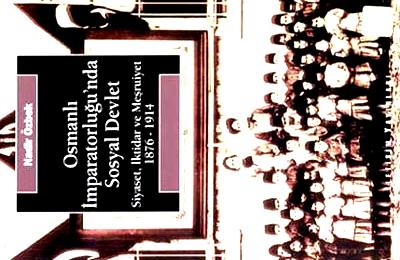 Nadir Özbek
Osmanlı
İmparatorluğu'nda
Sosyal Devlet
Siyaset, İktidar ve Meşruiyet
1876 - 1914